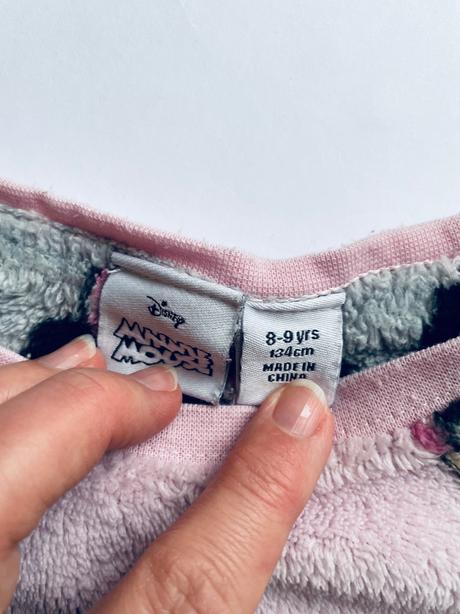 Disney
MINNIE
MOUSE
8-9 yrs
134cm
MADE IN
CHINA